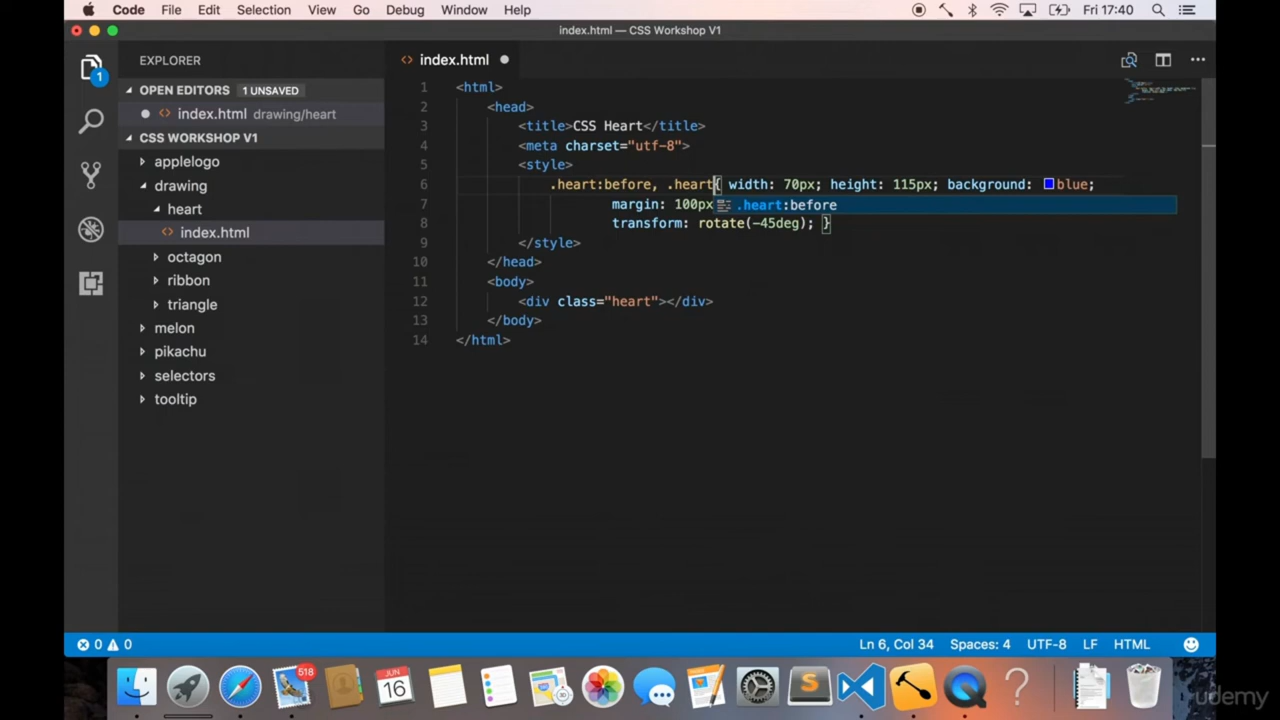 Code File Edit Selection View Go Debug Window Help Fri 17:40
index.html — CSS Workshop V1
EXPLORER
index.html
OPEN EDITORS 1 UNSAVED
index.html drawing/heart
CSS WORKSHOP V1
applelogo
drawing
heart
index.html
octagon
ribbon
triangle
melon
pikachu
selectors
tooltip
1
1 <html>
2 <head>
3 <title>CSS Heart</title>
4 <meta charset="utf-8">
5 <style>
6 .heart:before, .heart{ width: 70px; height: 115px; background: blue;
7 margin: 100px
.heart:before
8 transform: rotate(-45deg); }
9 </style>
10 </head>
11 <body>
12 <div class="heart"></div>
13 </body>
14 </html>
0 0 Ln 6, Col 34 Spaces: 4 UTF-8 LF HTML
518
JUN
16
udemy